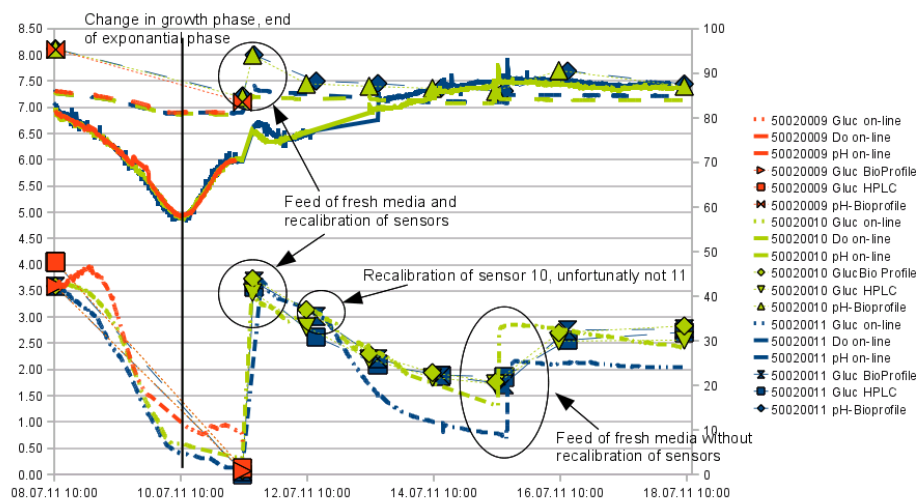 Change in growth phase, end
of exponantial phase
8.50
8.00
7.50
7.00
6.50
6.00
5.50
5.00
4.50
4.00
3.50
3.00
2.50
2.00
1.50
1.00
0.50
0.00
100
90
80
70
60
50
40
30
20
10
0
Feed of fresh media and
recalibration of sensors
Recalibration of sensor 10, unfortunatly not 11
Feed of fresh media without
recalibration of sensors
08.07.11 10:00
10.07.11 10:00
12.07.11 10:00
14.07.11 10:00
16.07.11 10:00
18.07.11 10:00
50020009 Gluc on-line
50020009 Do on-line
50020009 pH on-line
50020009 Gluc BioProfile
50020009 Gluc HPLC
50020009 pH-Bioprofile
50020010 Gluc on-line
50020010 Do on-line
50020010 pH on-line
50020010 GlucBio Profile
50020010 Gluc HPLC
50020010 pH-Bioprofile
50020011 Gluc on-line
50020011 Do on-line
50020011 pH on-line
50020011 Gluc BioProfile
50020011 Gluc HPLC
50020011 pH-Bioprofile